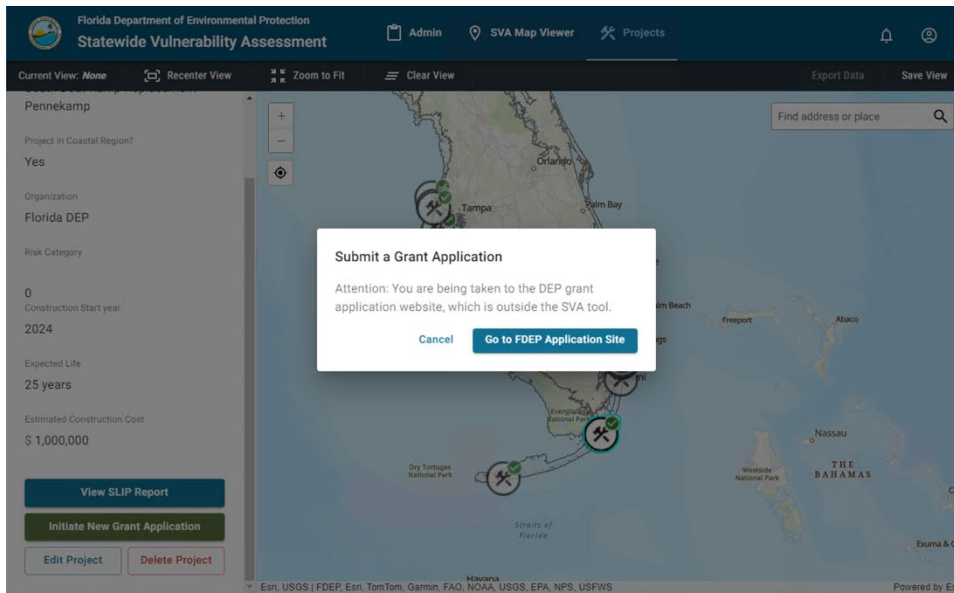 Florida Department of Environmental Protection
Statewide Vulnerability Assessment
Admin
SVA Map Viewer
Projects
Current View: None
Recenter View
Zoom to Fit
Clear View
Export Data
Save View
Pennekamp
Project in Coastal Region?
Yes
Organization
Florida DEP
Risk Category
0
Construction Start year
2024
Expected Life
25 years
Estimated Construction Cost
$ 1,000,000
View SLIP Report
Initiate New Grant Application
Edit Project
Delete Project
Find address or place
Orlando
Tampa
Palm Bay
Submit a Grant Application
Attention: You are being taken to the DEP grant
application website, which is outside the SVA tool.
Cancel
Go to FDEP Application Site
lm Beach
Freeport
Abaco
Everglades
National Park
Dry Tortugas
National Park
Nassau
THE
BAHAMAS
Westside
National Park
Straits of
Florida
Exuma & C
Havana
Esri, USGS | FDEP, Esri, TomTom, Garmin, FAO, NOAA, USGS, EPA, NPS, USFWS
Powered by Es